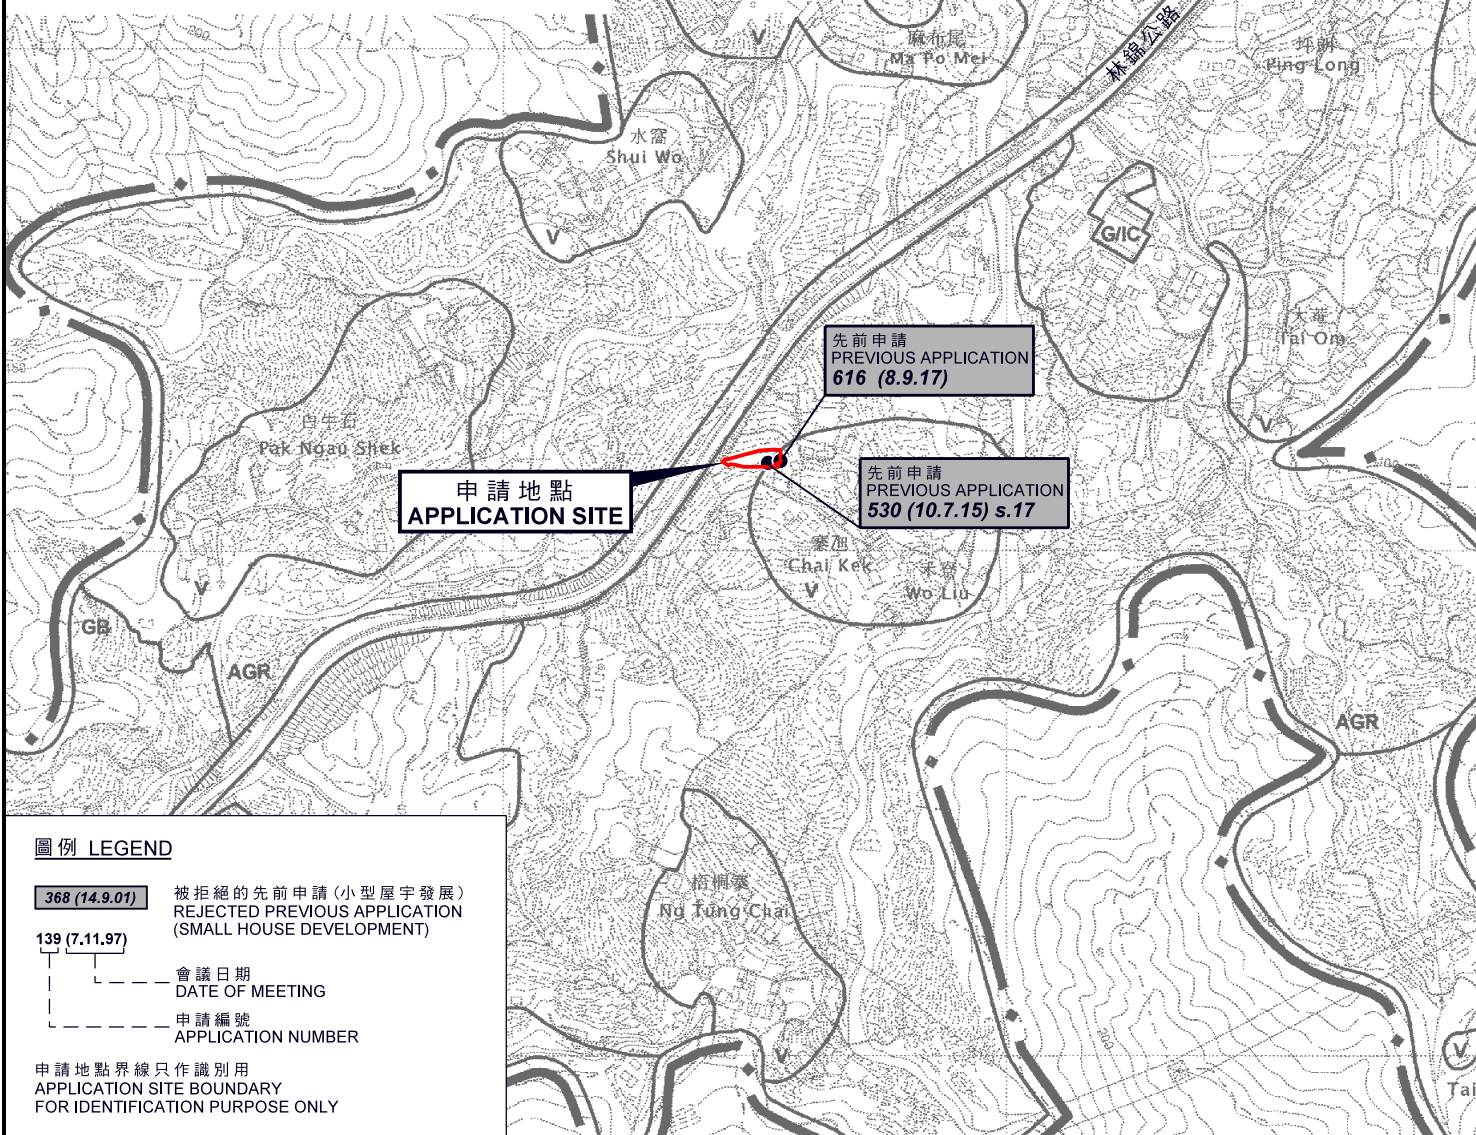 200
V
麻布尾
Ma Po Mei
林錦公路
坪朗
Ping Long
水窩
Shui Wo
V
G/IC
大菴
Tai Om
V
先前申請
PREVIOUS APPLICATION
616 (8.9.17)
白牛石
Pak Ngau Shek
申請地點
APPLICATION SITE
先前申請
PREVIOUS APPLICATION
530 (10.7.15) s.17
寨乪
Chai Kek
V
禾寮
Wo Liu
V
GB
AGR
AGR
梧桐寨
Ng Tung Chai
V
200
V
Tai
圖例 LEGEND
368 (14.9.01)
被拒絕的先前申請(小型屋宇發展)
REJECTED PREVIOUS APPLICATION
(SMALL HOUSE DEVELOPMENT)
139 (7.11.97)
會議日期
DATE OF MEETING
申請編號
APPLICATION NUMBER
申請地點界線只作識別用
APPLICATION SITE BOUNDARY
FOR IDENTIFICATION PURPOSE ONLY